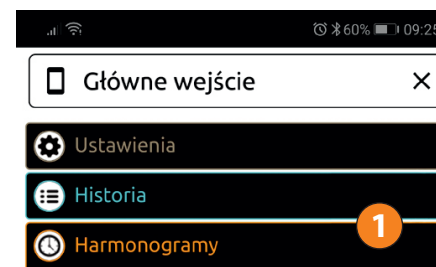 60% 09:25
Główne wejście
Ustawienia
Historia
1
Harmonogramy